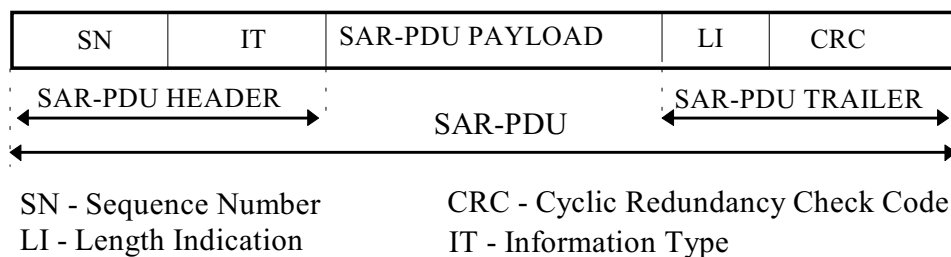 SN IT SAR-PDU PAYLOAD LI CRC
SAR-PDU HEADER SAR-PDU TRAILER
SAR-PDU
SN - Sequence Number CRC - Cyclic Redundancy Check Code
LI - Length Indication IT - Information Type